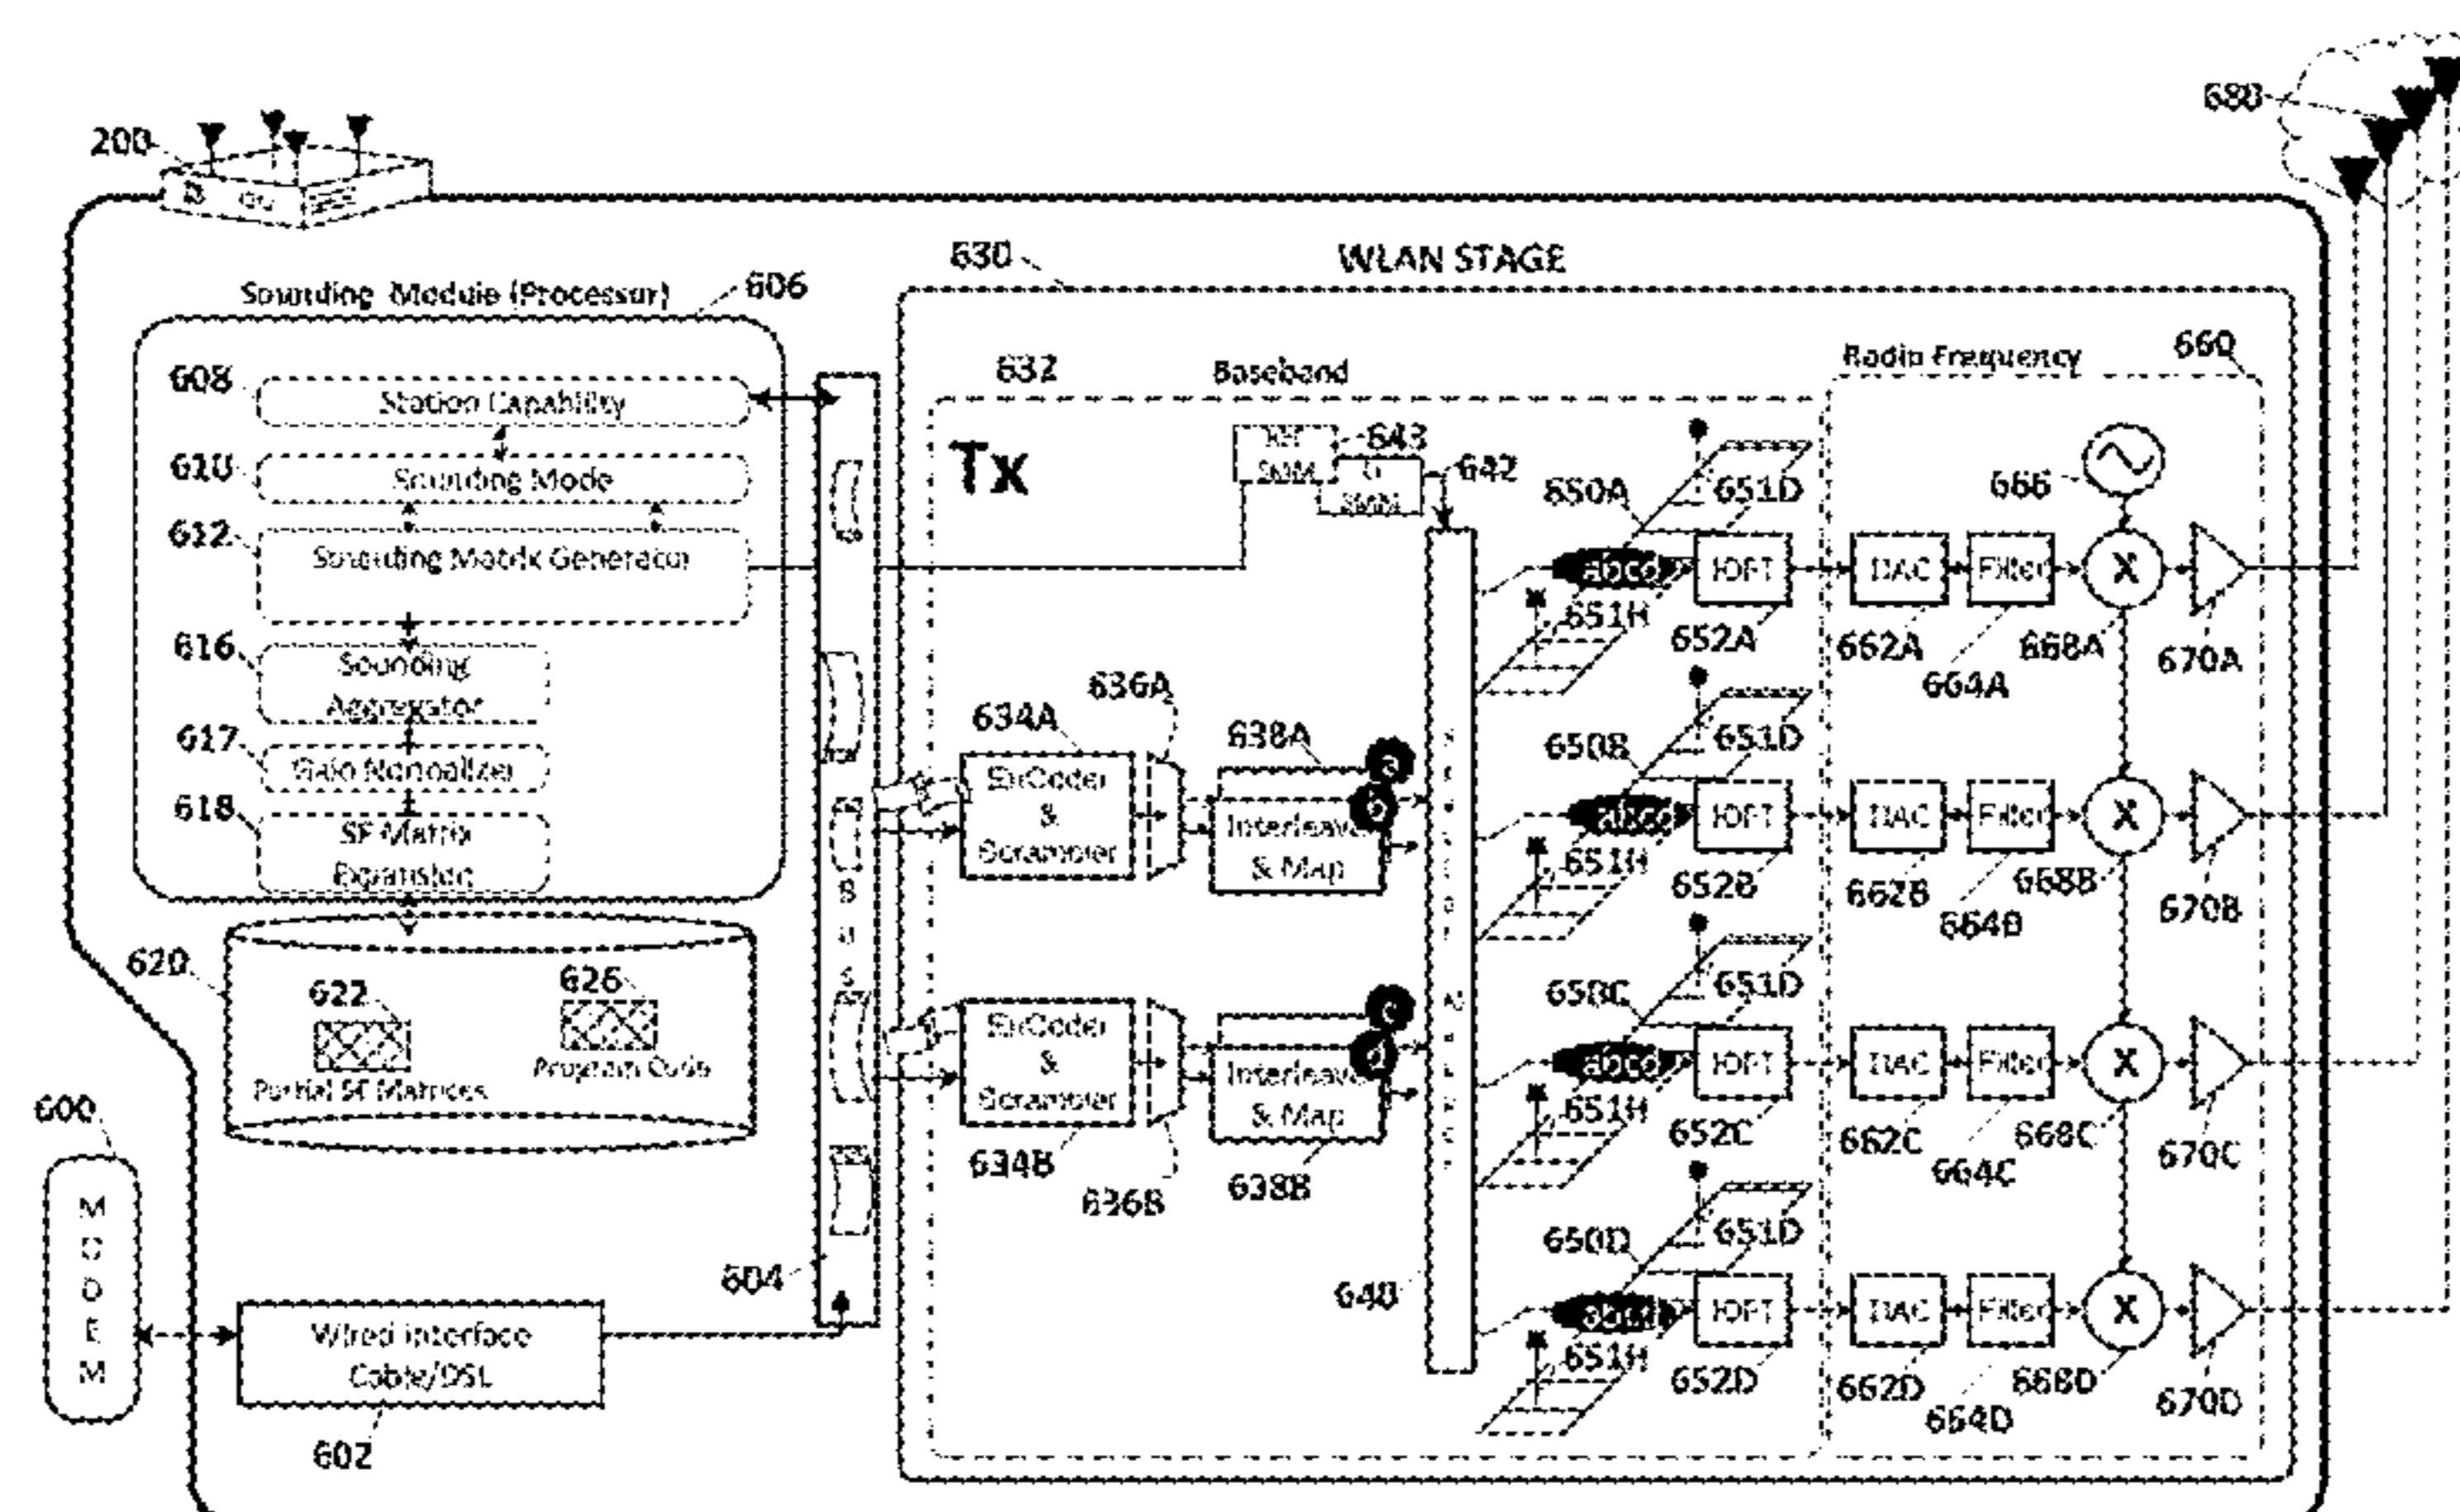 680
200
630
WLAN STAGE
Sounding Module (Processor)
606
660
Radio Frequency
632
Baseband
608
Station Capability
Tx
643
642
610
Sounding Mode
650A
651D
666
612
Sounding Matrix Generator
abcd
IDFT
DAC
Filter
X
651H
652A
662A
668A
670A
664A
616
Sounding
Aggregator
636A
634A
638A
a
650B
651D
617
Gain Normalizer
EnCoder
&
Scrambler
b
Interleave
& Map
abcd
IDFT
DAC
Filter
X
618
SF Matrix
Expansion
651H
652B
662B
668B
670B
664B
B
U
S
620
622
626
Partial SF Matrices
Program Code
EnCoder
&
Scrambler
c
d
Interleave
& Map
650C
651D
abcd
IDFT
DAC
Filter
X
651H
652C
662C
668C
670C
664C
634B
636B
638B
600
M
O
D
E
M
604
640
650D
651D
abcd
IDFT
DAC
Filter
X
651H
652D
662D
668D
670D
664D
Wired interface
Cable/DSL
602